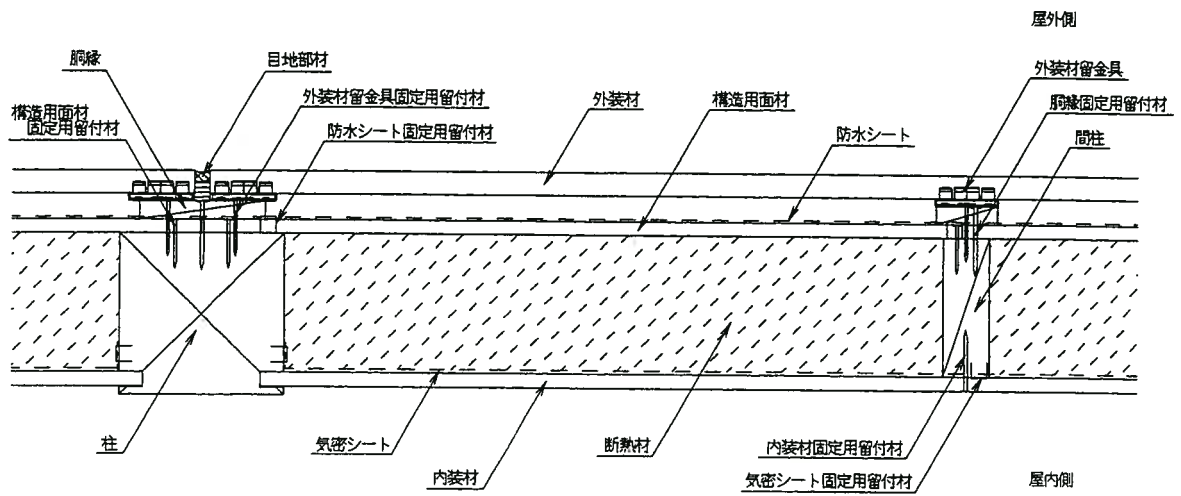 屋外側
胴縁
目地部材
外装材留金具
構造用面材
固定用留付材
外装材留金具固定用留付材
外装材
構造用面材
胴縁固定用留付材
防水シート固定用留付材
防水シート
間柱
柱
気密シート
内装材
断熱材
内装材固定用留付材
気密シート固定用留付材
屋内側